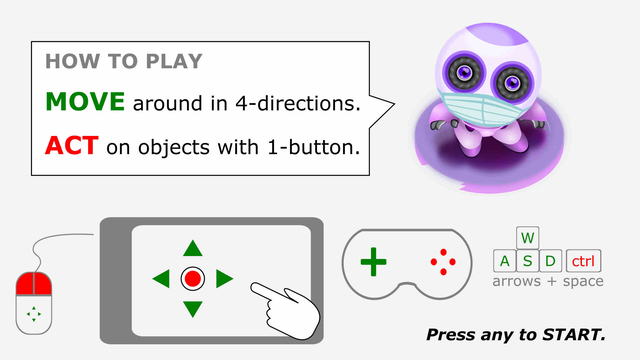 HOW TO PLAY
MOVE around in 4-directions.
ACT on objects with 1-button.
W
A S D ctrl
arrows + space
Press any to START.